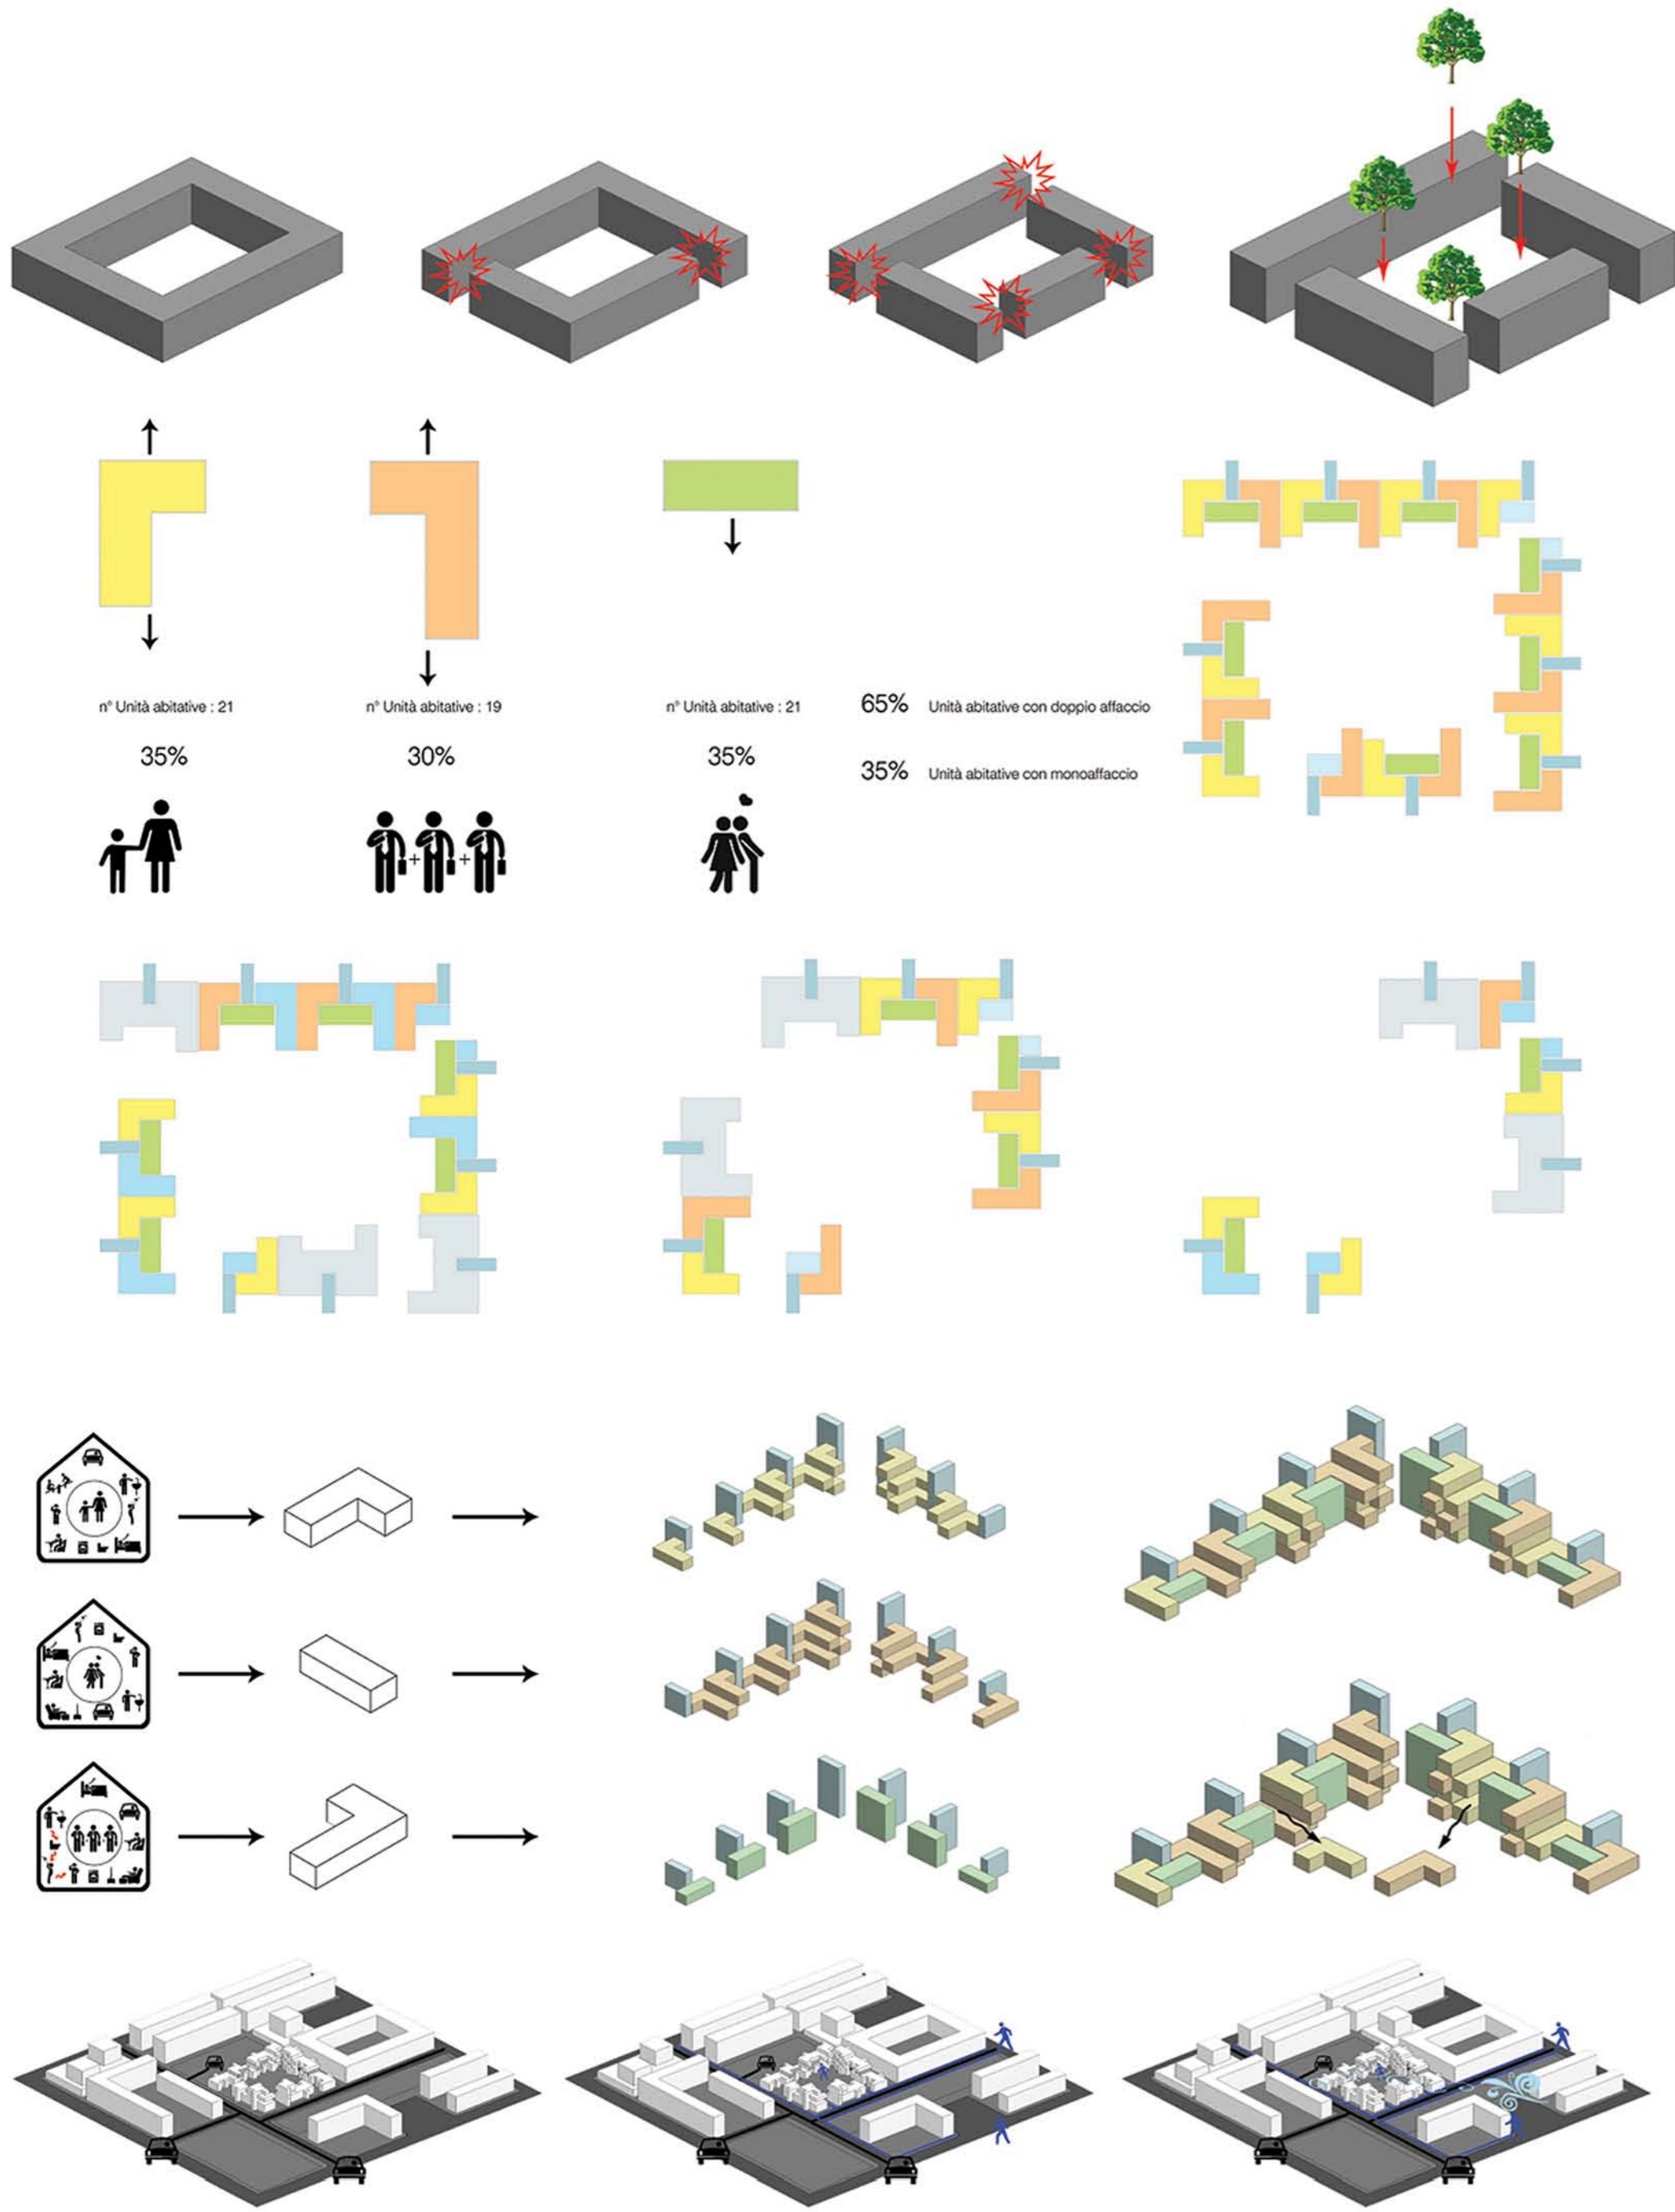 n° Unità abitative : 21
n° Unità abitative : 19
n° Unità abitative : 21
65% Unità abitative con doppio affaccio
35%
30%
35%
35% Unità abitative con monoaffaccio
+ +